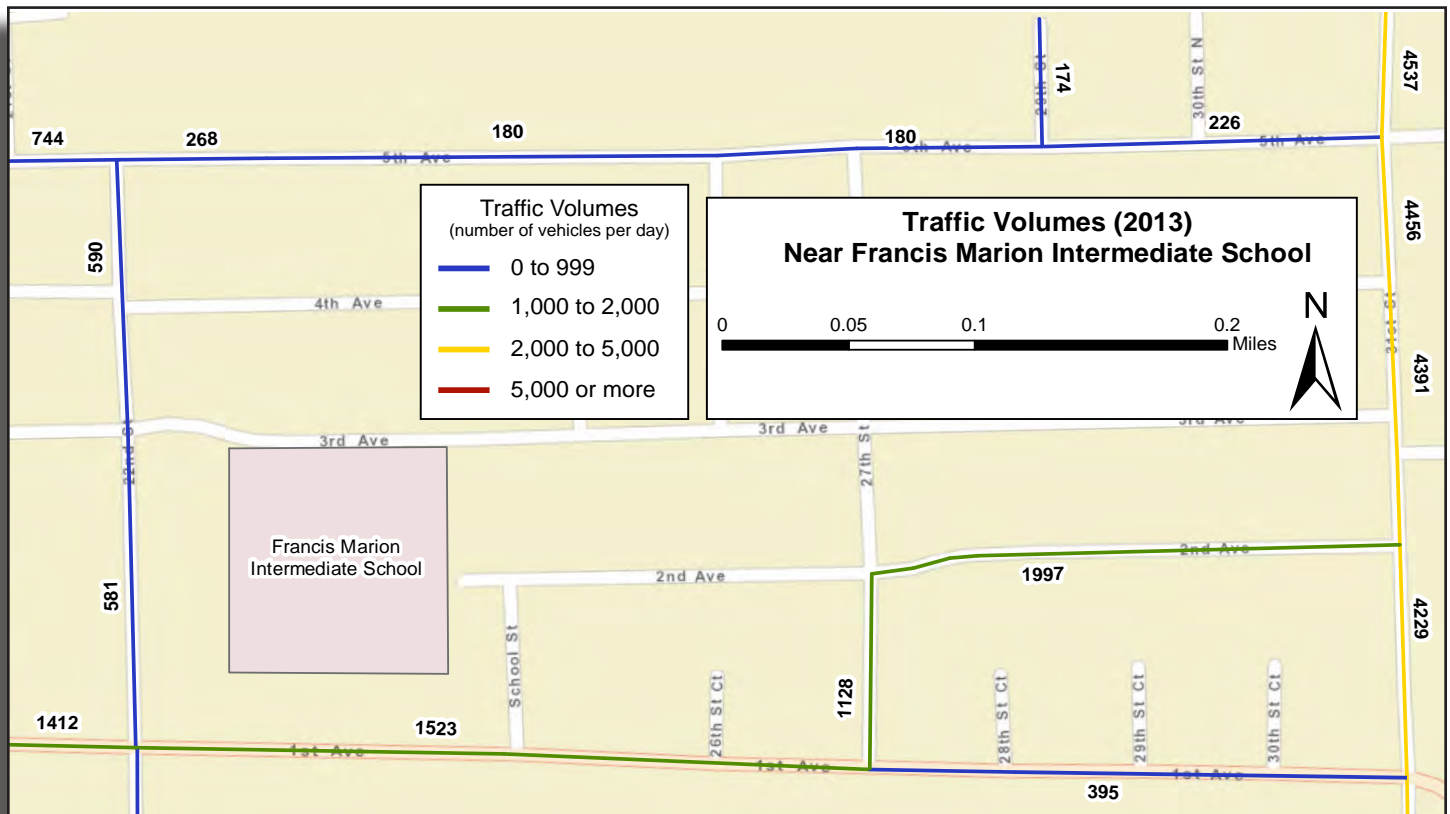 174
4537
30th St N
29th St
744
268
180
180
226
5th Ave
5th Ave
5th Ave
Traffic Volumes
(number of vehicles per day)
0 to 999
1,000 to 2,000
2,000 to 5,000
5,000 or more
Traffic Volumes (2013)
Near Francis Marion Intermediate School
0
0.05
0.1
0.2
Miles
N
590
4456
4th Ave
31st St
4391
22nd St
3rd Ave
3rd Ave
3rd Ave
27th St
Francis Marion
Intermediate School
2nd Ave
2nd Ave
1997
581
4229
School St
26th St Ct
1128
28th St Ct
29th St Ct
30th St Ct
1412
1523
1st Ave
1st Ave
1st Ave
395